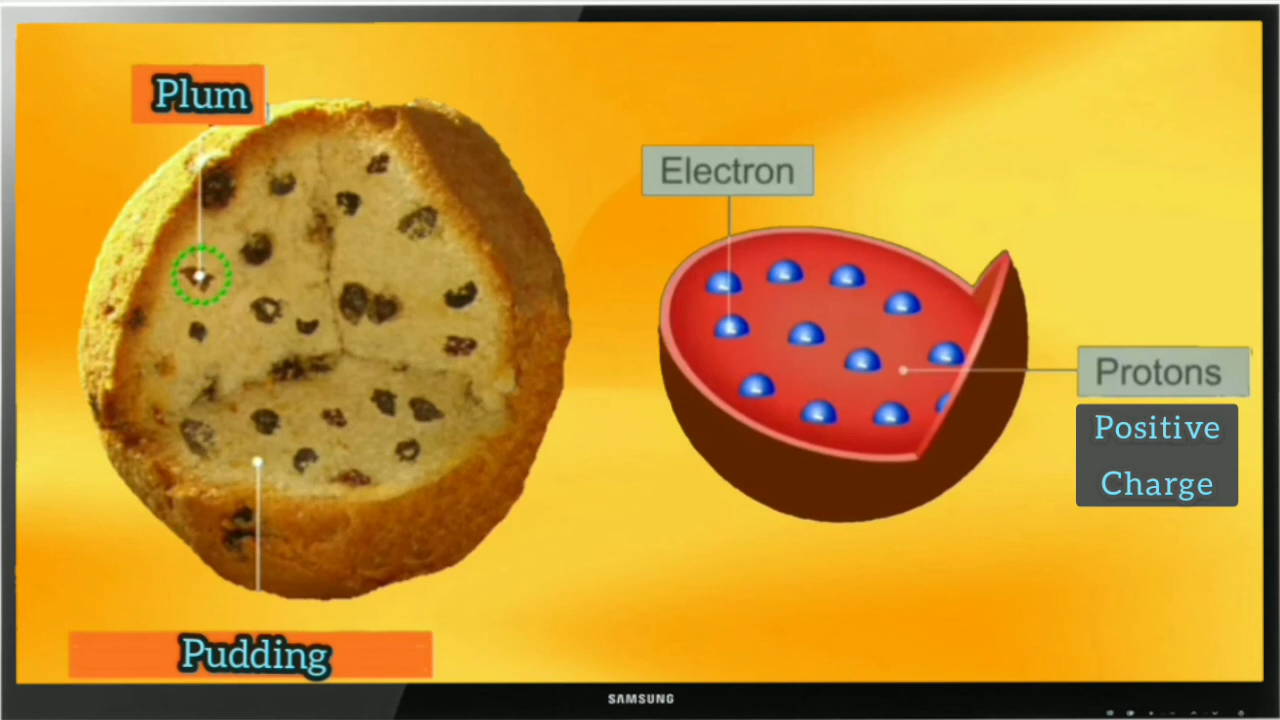 Plum
Electron
Protons
Positive
Charge
Pudding
SAMSUNG